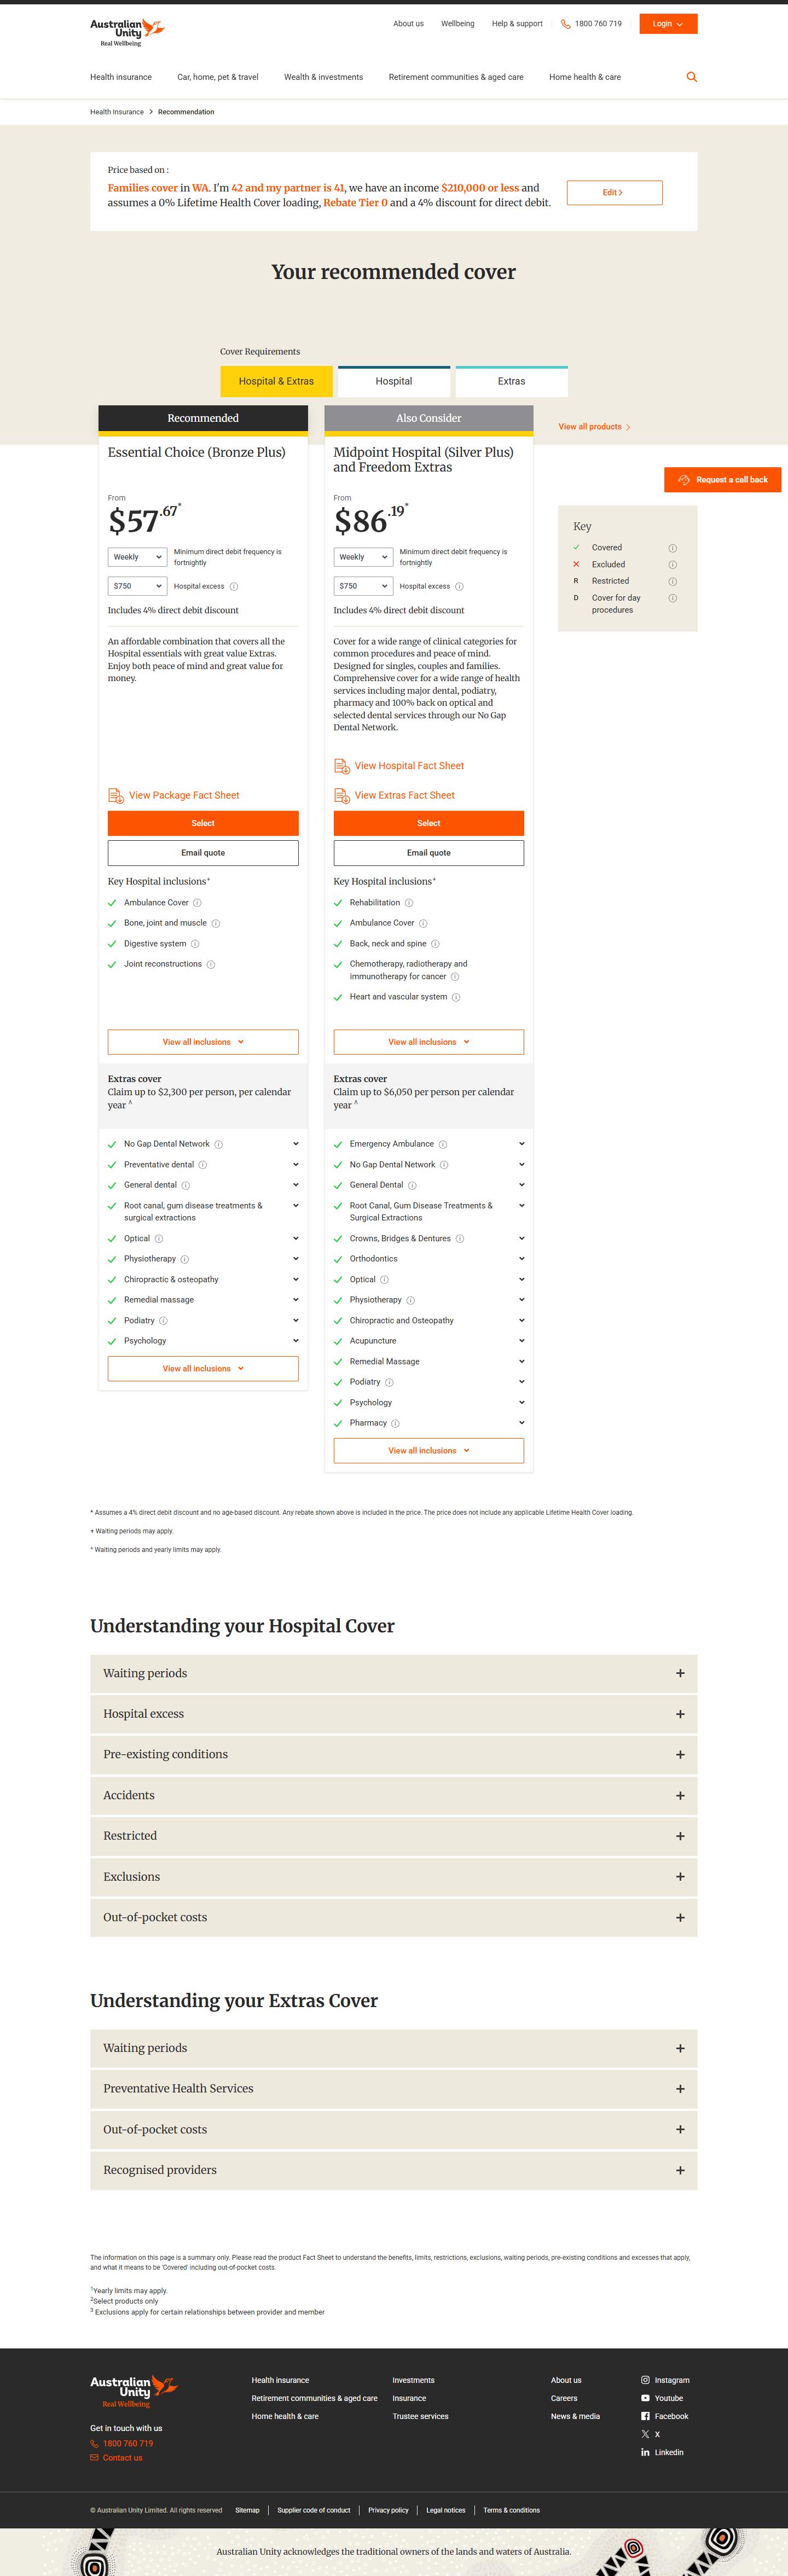 Australian Unity
Real Wellbeing
About us
Wellbeing
Help & support
1800 760 719
Login
Health insurance
Car, home, pet & travel
Wealth & investments
Retirement communities & aged care
Home health & care
Health Insurance
Recommendation
Price based on :
Families cover in WA. I'm 42 and my partner is 41, we have an income $210,000 or less and
assumes a 0% Lifetime Health Cover loading, Rebate Tier 0 and a 4% discount for direct debit.
Edit
Your recommended cover
Cover Requirements
Hospital & Extras
Hospital
Extras
View all products
Request a call back
Key
Covered
Excluded
R Restricted
D Cover for day
procedures
Recommended
Essential Choice (Bronze Plus)
From
$57.67*
Weekly
Minimum direct debit frequency is
fortnightly
$750
Hospital excess
Includes 4% direct debit discount
An affordable combination that covers all the
Hospital essentials with great value Extras.
Enjoy both peace of mind and great value for
money.
View Package Fact Sheet
Select
Email quote
Key Hospital inclusions+
Ambulance Cover
Bone, joint and muscle
Digestive system
Joint reconstructions
View all inclusions
Extras cover
Claim up to $2,300 per person, per calendar
year ^
No Gap Dental Network
Preventative dental
General dental
Root canal, gum disease treatments &
surgical extractions
Optical
Physiotherapy
Chiropractic & osteopathy
Remedial massage
Podiatry
Psychology
View all inclusions
Also Consider
Midpoint Hospital (Silver Plus)
and Freedom Extras
From
$86.19*
Weekly
Minimum direct debit frequency is
fortnightly
$750
Hospital excess
Includes 4% direct debit discount
Cover for a wide range of clinical categories for
common procedures and peace of mind.
Designed for singles, couples and families.
Comprehensive cover for a wide range of health
services including major dental, podiatry,
pharmacy and 100% back on optical and
selected dental services through our No Gap
Dental Network.
View Hospital Fact Sheet
View Extras Fact Sheet
Select
Email quote
Key Hospital inclusions+
Rehabilitation
Ambulance Cover
Back, neck and spine
Chemotherapy, radiotherapy and
immunotherapy for cancer
Heart and vascular system
View all inclusions
Extras cover
Claim up to $6,050 per person per calendar
year ^
Emergency Ambulance
No Gap Dental Network
General Dental
Root Canal, Gum Disease Treatments &
Surgical Extractions
Crowns, Bridges & Dentures
Orthodontics
Optical
Physiotherapy
Chiropractic and Osteopathy
Acupuncture
Remedial Massage
Podiatry
Psychology
Pharmacy
View all inclusions
* Assumes a 4% direct debit discount and no age-based discount. Any rebate shown above is included in the price. The price does not include any applicable Lifetime Health Cover loading.
+ Waiting periods may apply.
^ Waiting periods and yearly limits may apply.
Understanding your Hospital Cover
Waiting periods
Hospital excess
Pre-existing conditions
Accidents
Restricted
Exclusions
Out-of-pocket costs
Understanding your Extras Cover
Waiting periods
Preventative Health Services
Out-of-pocket costs
Recognised providers
The information on this page is a summary only. Please read the product Fact Sheet to understand the benefits, limits, restrictions, exclusions, waiting periods, pre-existing conditions and excesses that apply,
and what it means to be 'Covered' including out-of-pocket costs.
1Yearly limits may apply.
2Select products only
3 Exclusions apply for certain relationships between provider and member
Australian Unity
Real Wellbeing
Get in touch with us
1800 760 719
Contact us
Health insurance
Retirement communities & aged care
Home health & care
Investments
Insurance
Trustee services
About us
Careers
News & media
Instagram
Youtube
Facebook
X
Linkedin
© Australian Unity Limited. All rights reserved
Sitemap
Supplier code of conduct
Privacy policy
Legal notices
Terms & conditions
Australian Unity acknowledges the traditional owners of the lands and waters of Australia.